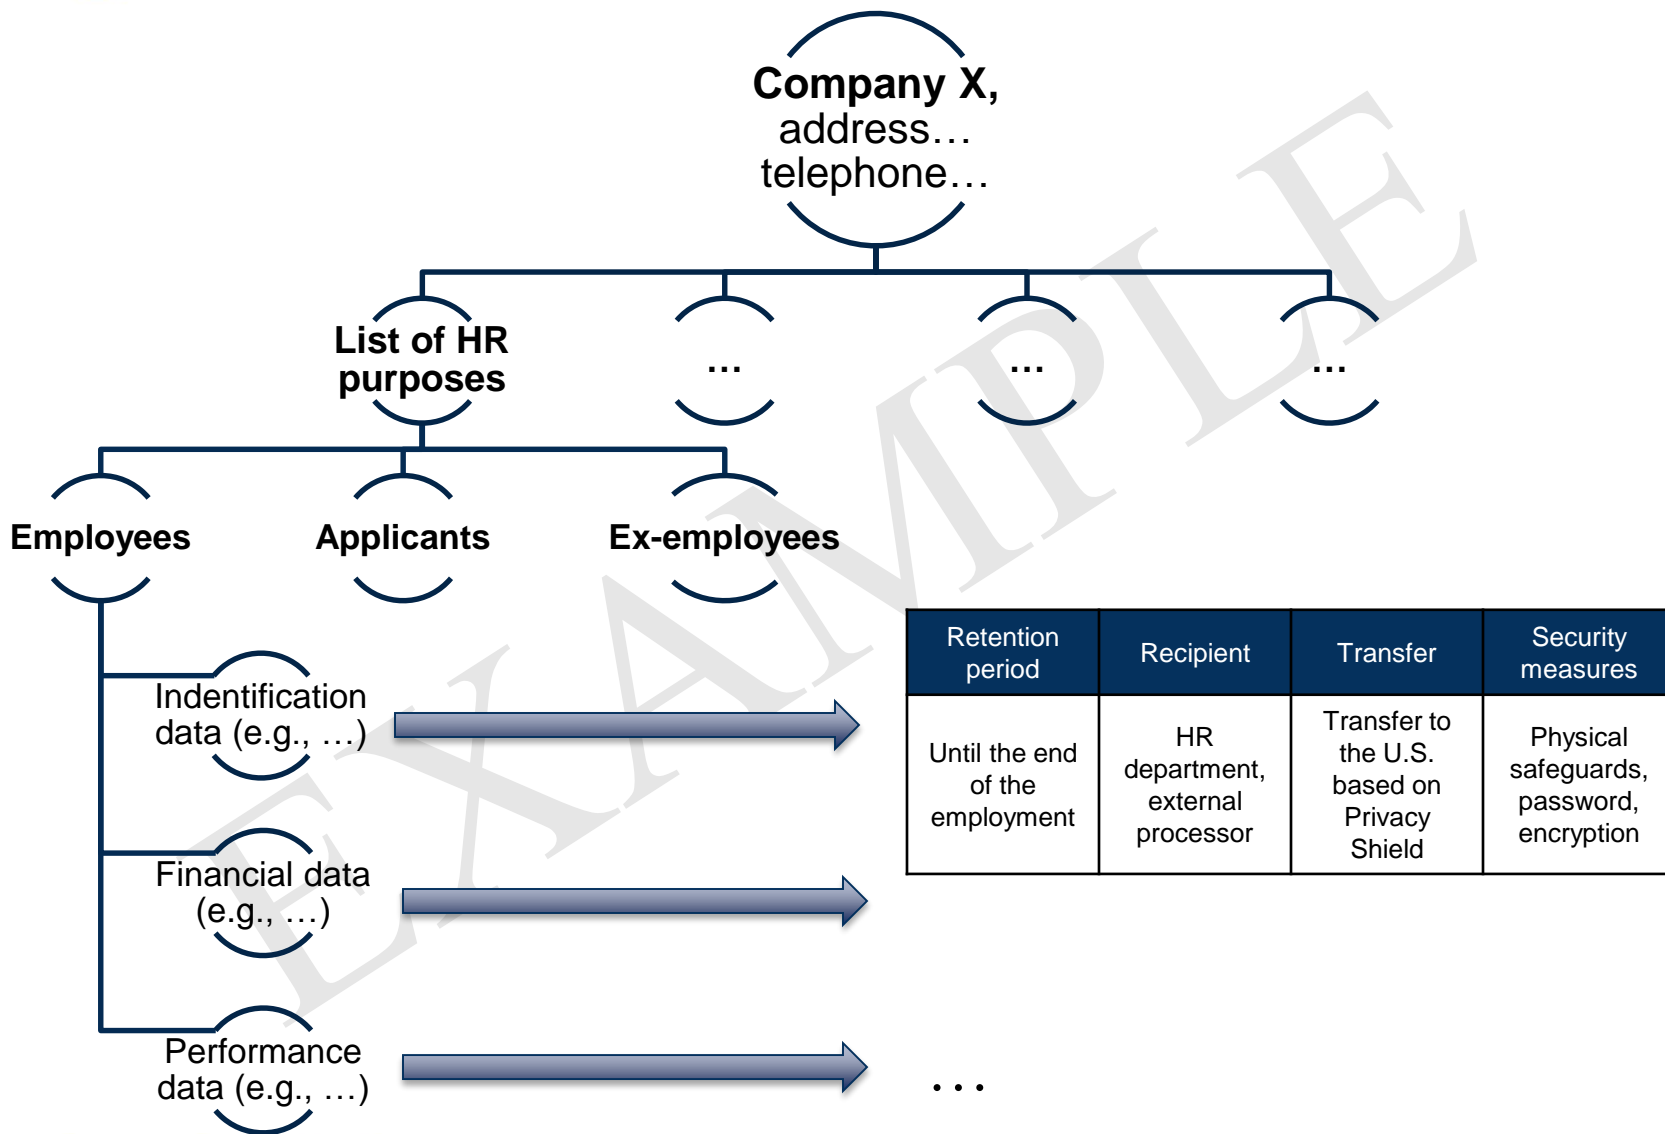 Company X,
address…
telephone…
List of HR
purposes
…
…
…
Employees
Applicants
Ex-employees
Indentification
data (e.g., …)
Financial data
(e.g., …)
Performance
data (e.g., …)
Retention
period
Recipient
Transfer
Security
measures
Until the end
of the
employment
HR
department,
external
processor
Transfer to
the U.S.
based on
Privacy
Shield
Physical
safeguards,
password,
encryption
…
EXAMPLE